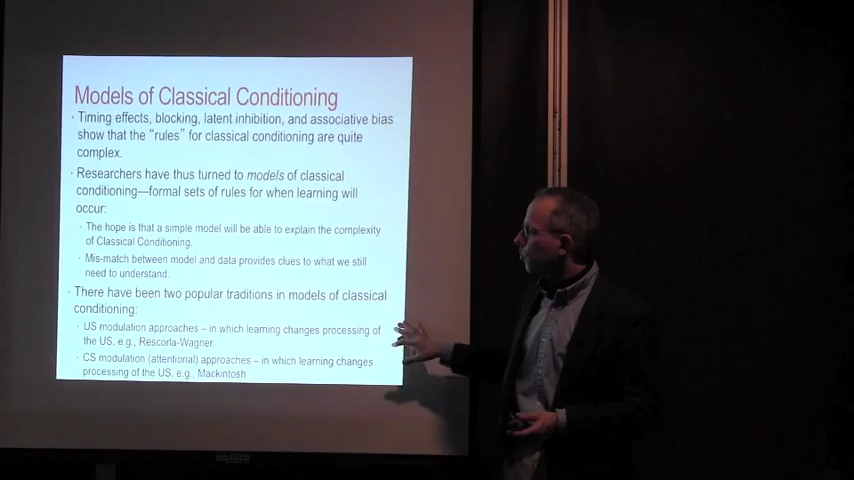 Models of Classical Conditioning
• Timing effects, blocking, latent inhibition, and associative bias
show that the "rules" for classical conditioning are quite
complex.
• Researchers have thus turned to models of classical
conditioning—formal sets of rules for when learning will
occur:
• The hope is that a simple model will be able to explain the complexity
of Classical Conditioning.
• Mis-match between model and data provides clues to what we still
need to understand.
• There have been two popular traditions in models of classical
conditioning:
• US modulation approaches – in which learning changes processing of
the US, e.g., Rescorla-Wagner
• CS modulation (attentional) approaches – in which learning changes
processing of the US, e.g., Mackintosh